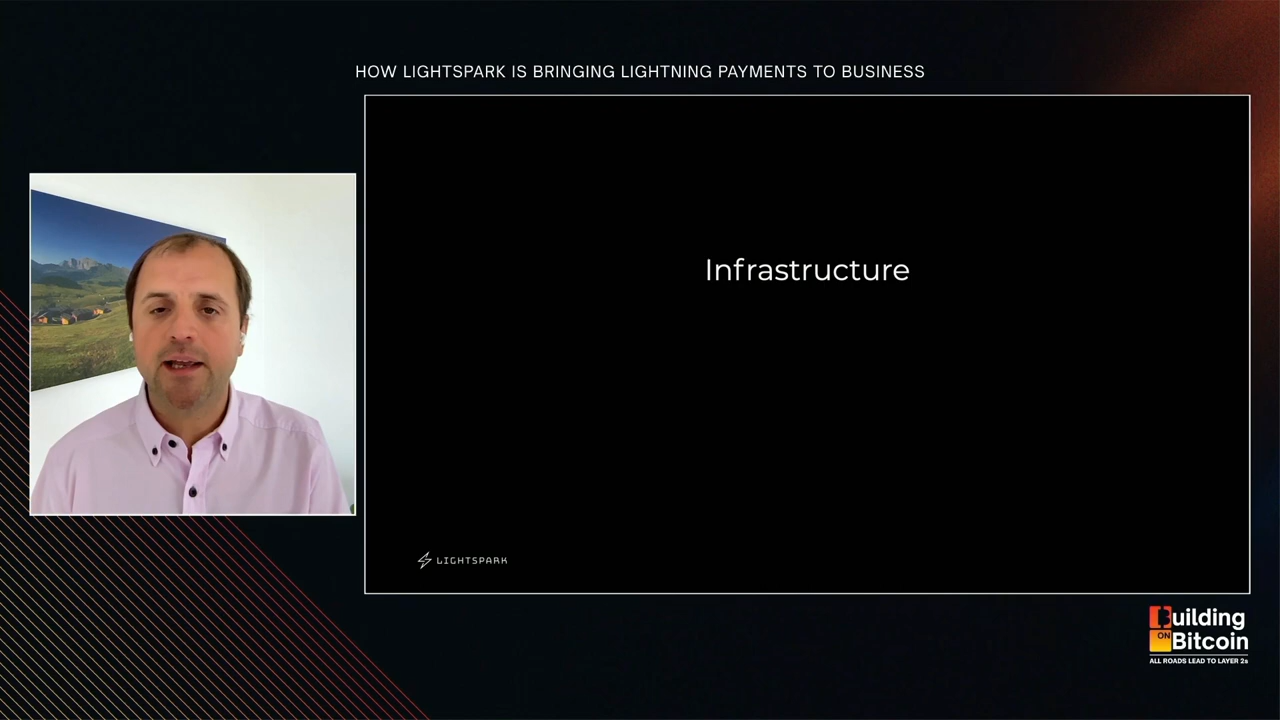 HOW LIGHTSPARK IS BRINGING LIGHTNING PAYMENTS TO BUSINESS
Infrastructure
LIGHTSPARK
Building
ON
Bitcoin
ALL ROADS LEAD TO LAYER 2s